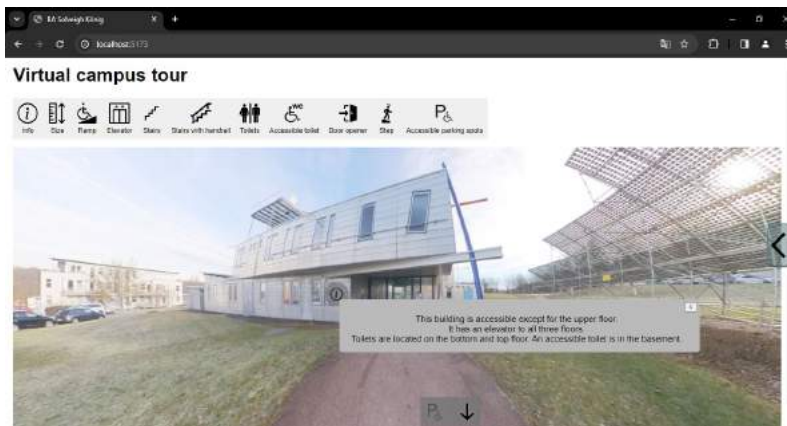 BA Solveigh König
localhost:5173
Virtual campus tour
WC
P
Info Size Ramp Elevator Stairs Stairs with handrail Toilets Accessible toilet Door opener Step Accessible parking spots
This building is accessible except for the upper floor.
It has an elevator to all three floors
Toilets are located on the bottom and top floor. An accessible toilet is in the basement.
P